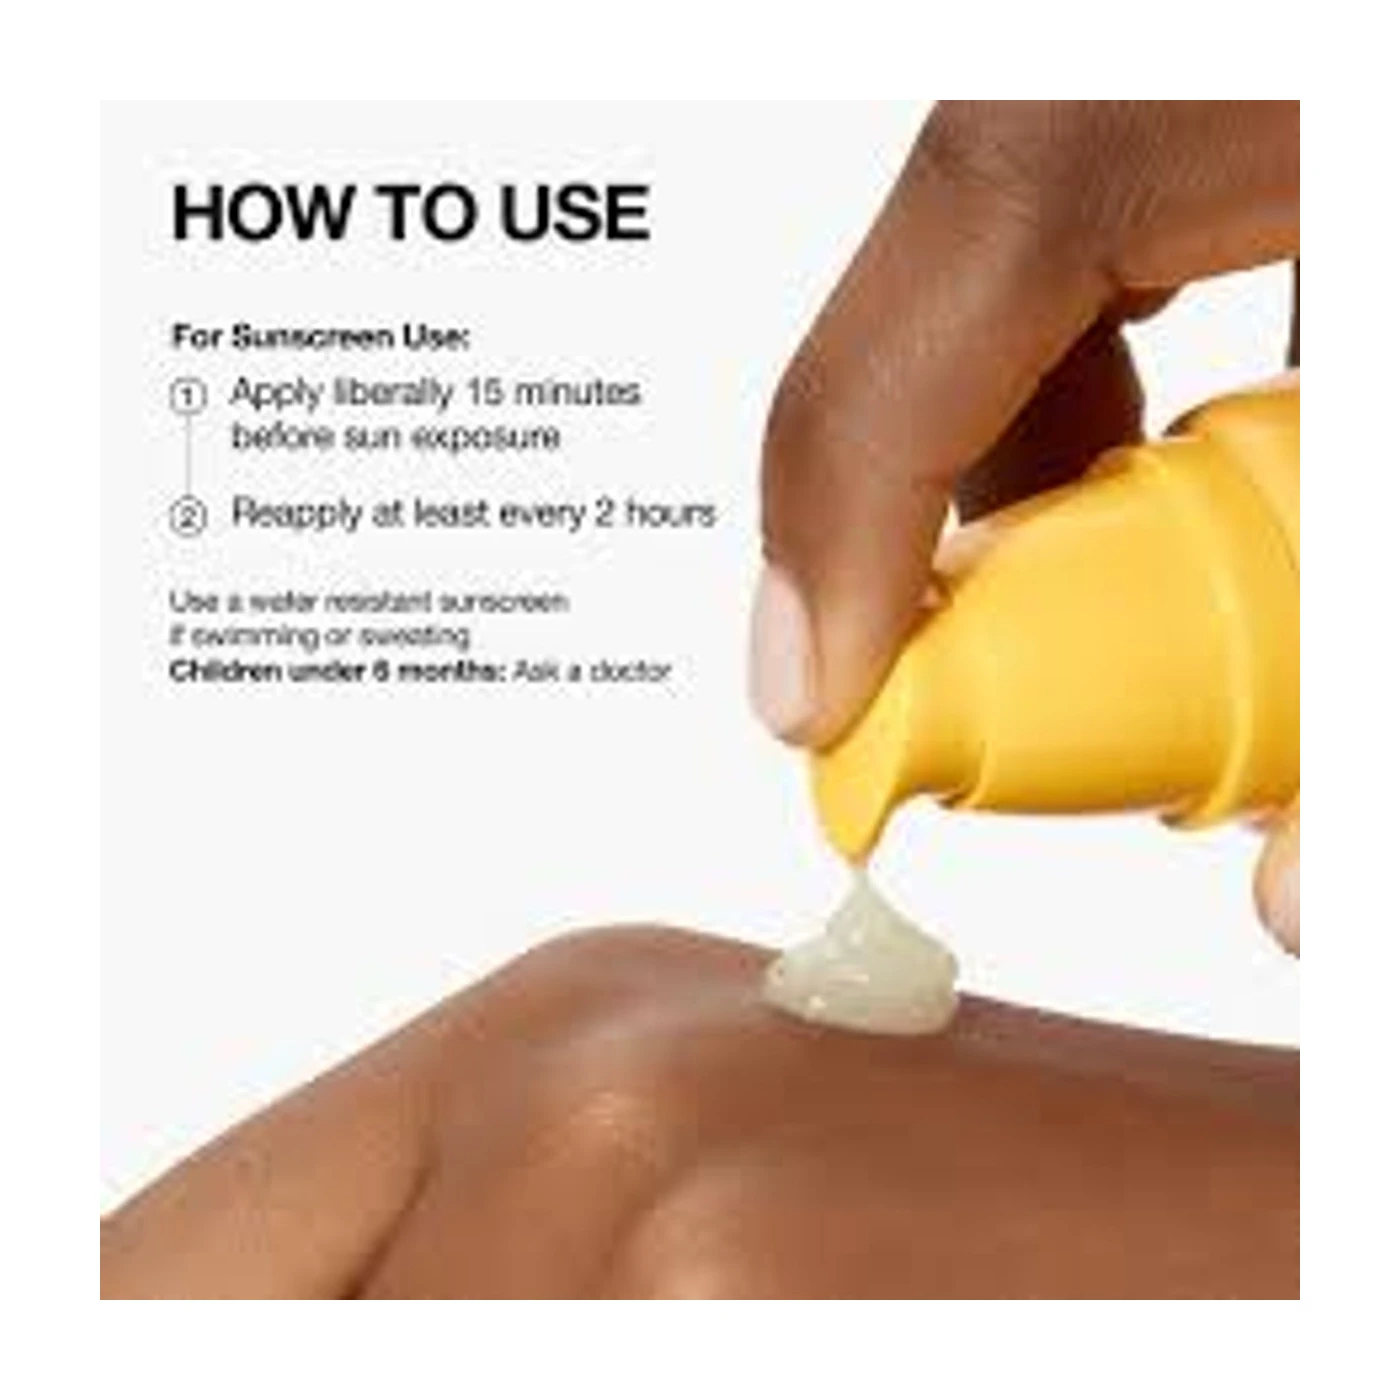 HOW TO USE
For Sunscreen Use:
1 Apply liberally 15 minutes
before sun exposure
2 Reapply at least every 2 hours
Use a water resistant sunscreen
if swimming or sweating
Children under 6 months: Ask a doctor